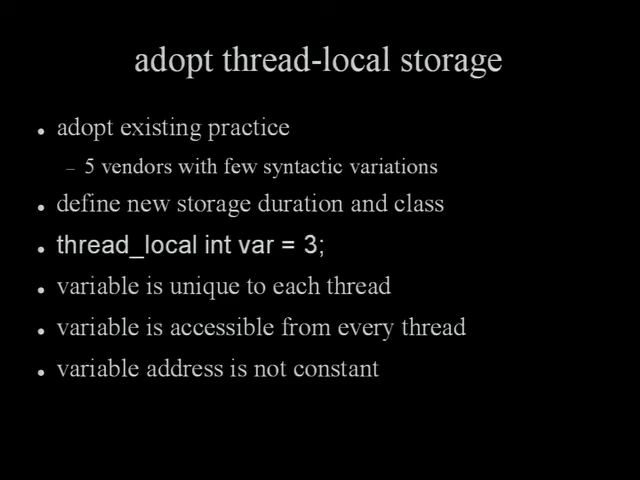 adopt thread-local storage
• adopt existing practice
– 5 vendors with few syntactic variations
• define new storage duration and class
• thread_local int var = 3;
• variable is unique to each thread
• variable is accessible from every thread
• variable address is not constant